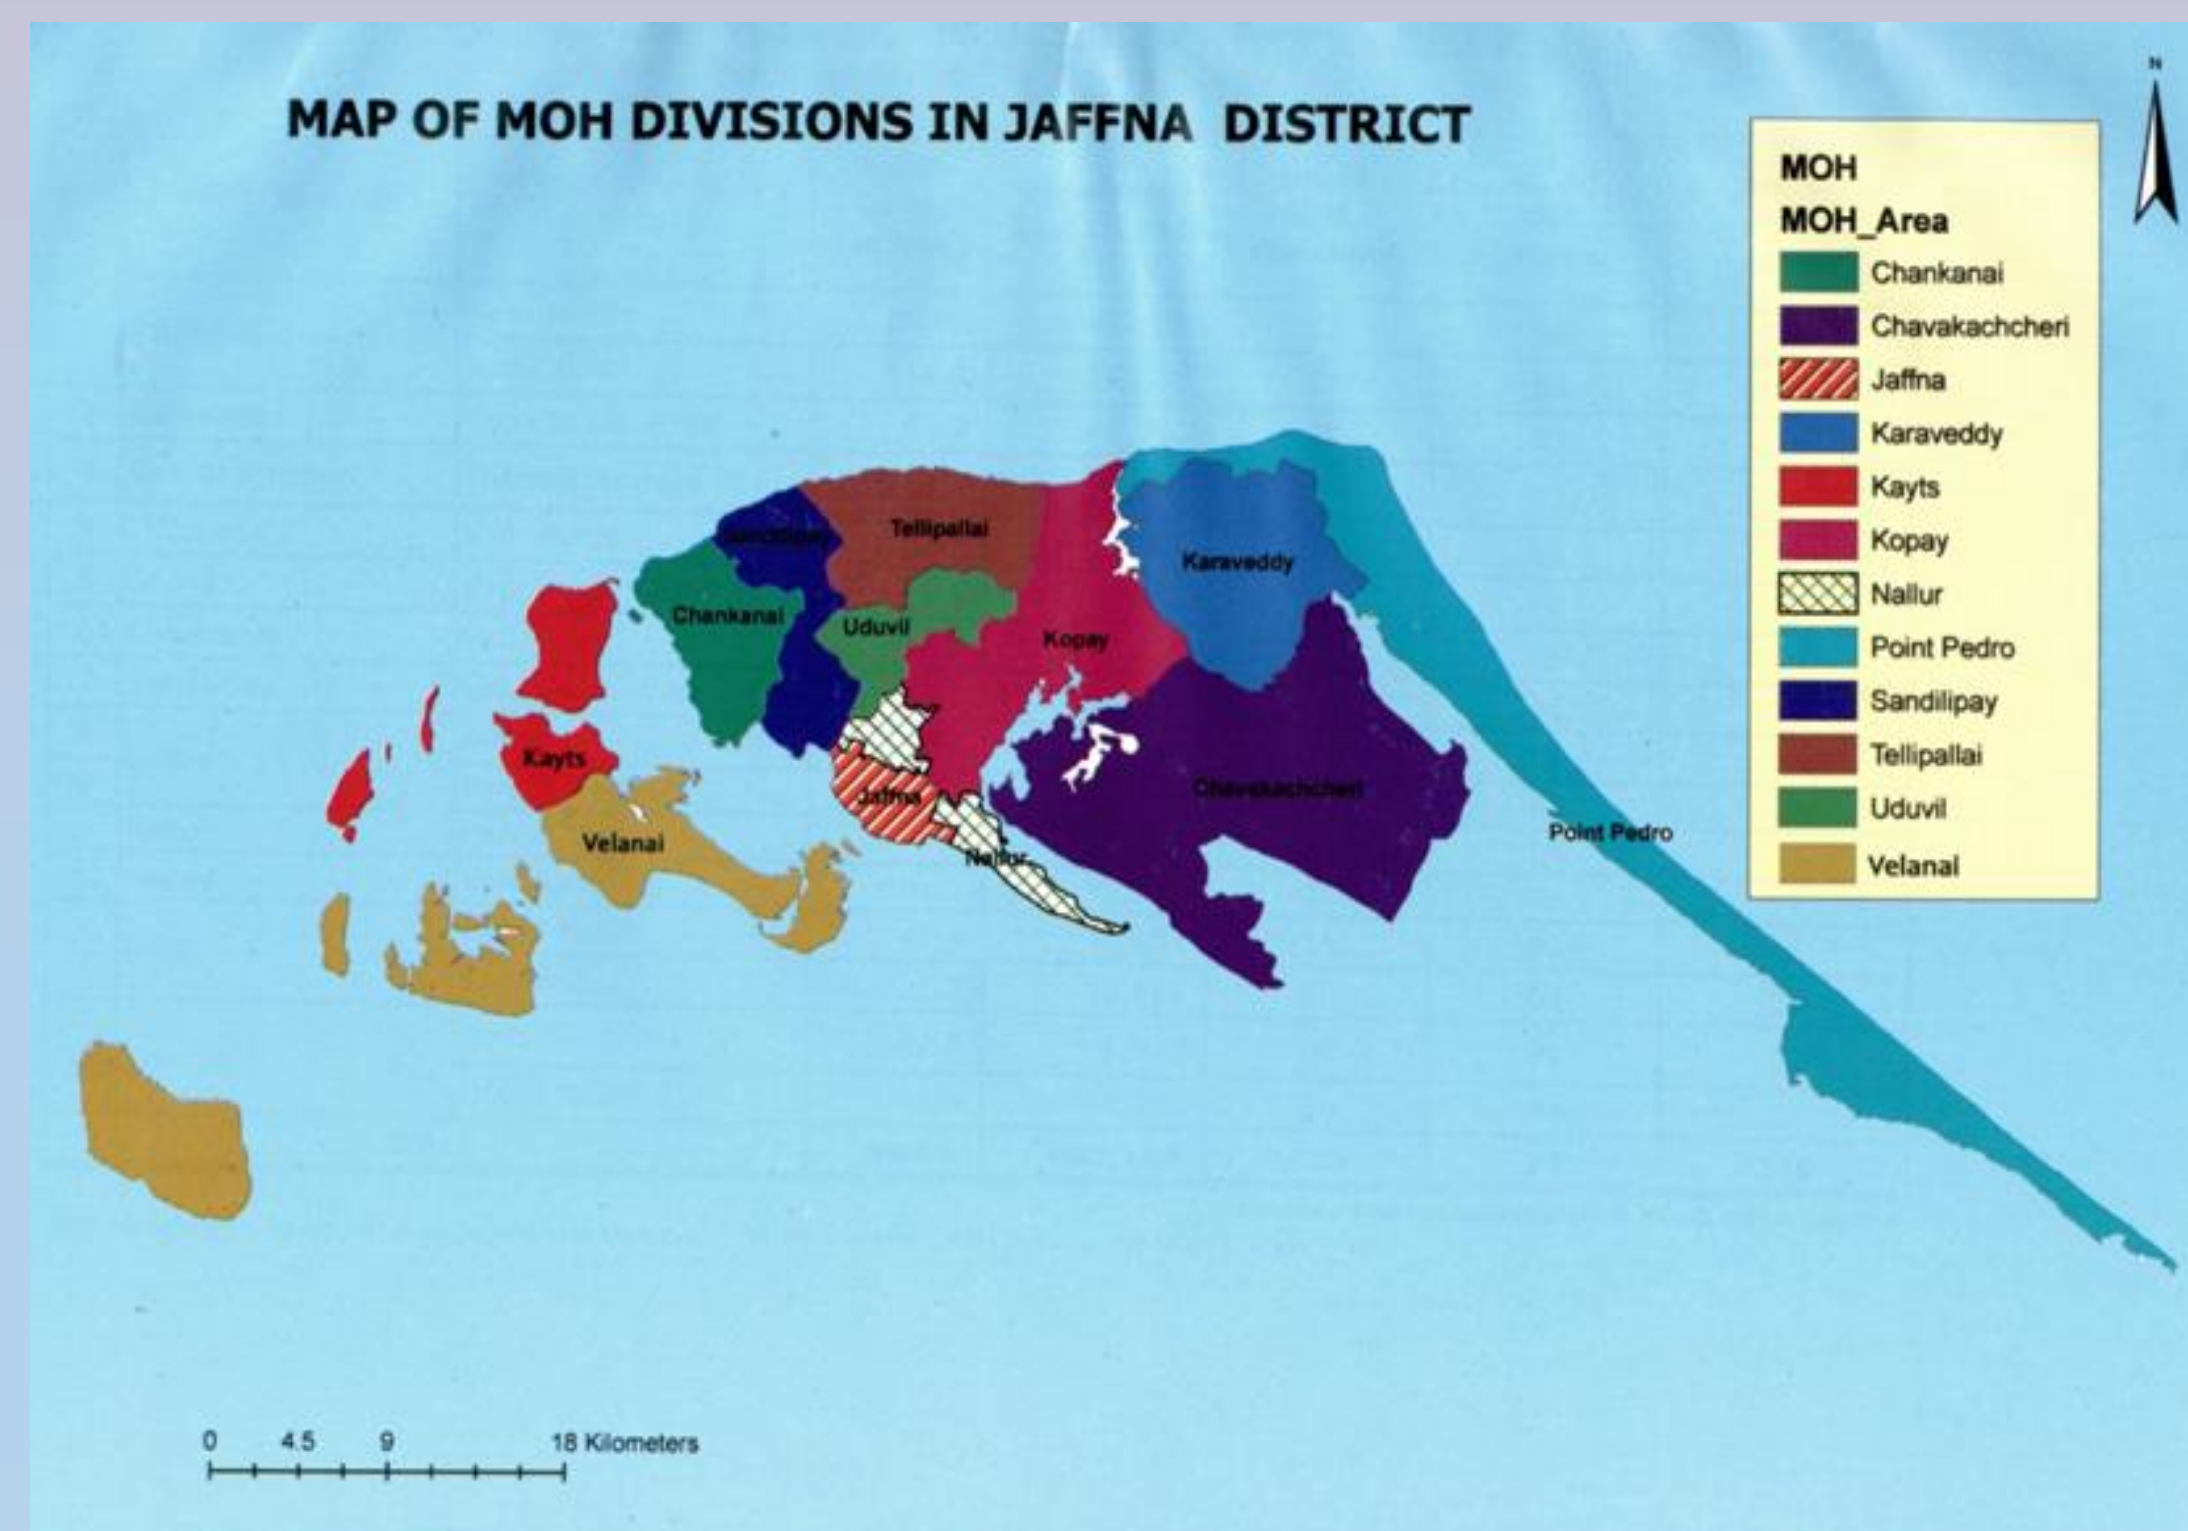 N
MAP OF MOH DIVISIONS IN JAFFNA DISTRICT
MOH
MOH_Area
Chankanai
Chavakachcheri
Jaffna
Karaveddy
Kayts
Kopay
Nallur
Point Pedro
Sandilipay
Tellipallai
Uduvil
Velanai
Sandilipay
Tellipallai
Karaveddy
Chankanai
Uduvil
Kopay
Kayts
Jaffna
Chavakachcheri
Velanai
Nallur
Point Pedro
0 4.5 9 18 Kilometers